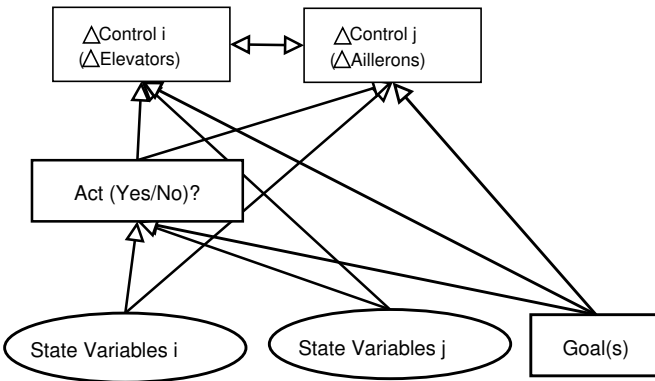 △Control i
(△Elevators)
△Control j
(△Aillerons)
Act (Yes/No)?
State Variables i
State Variables j
Goal(s)